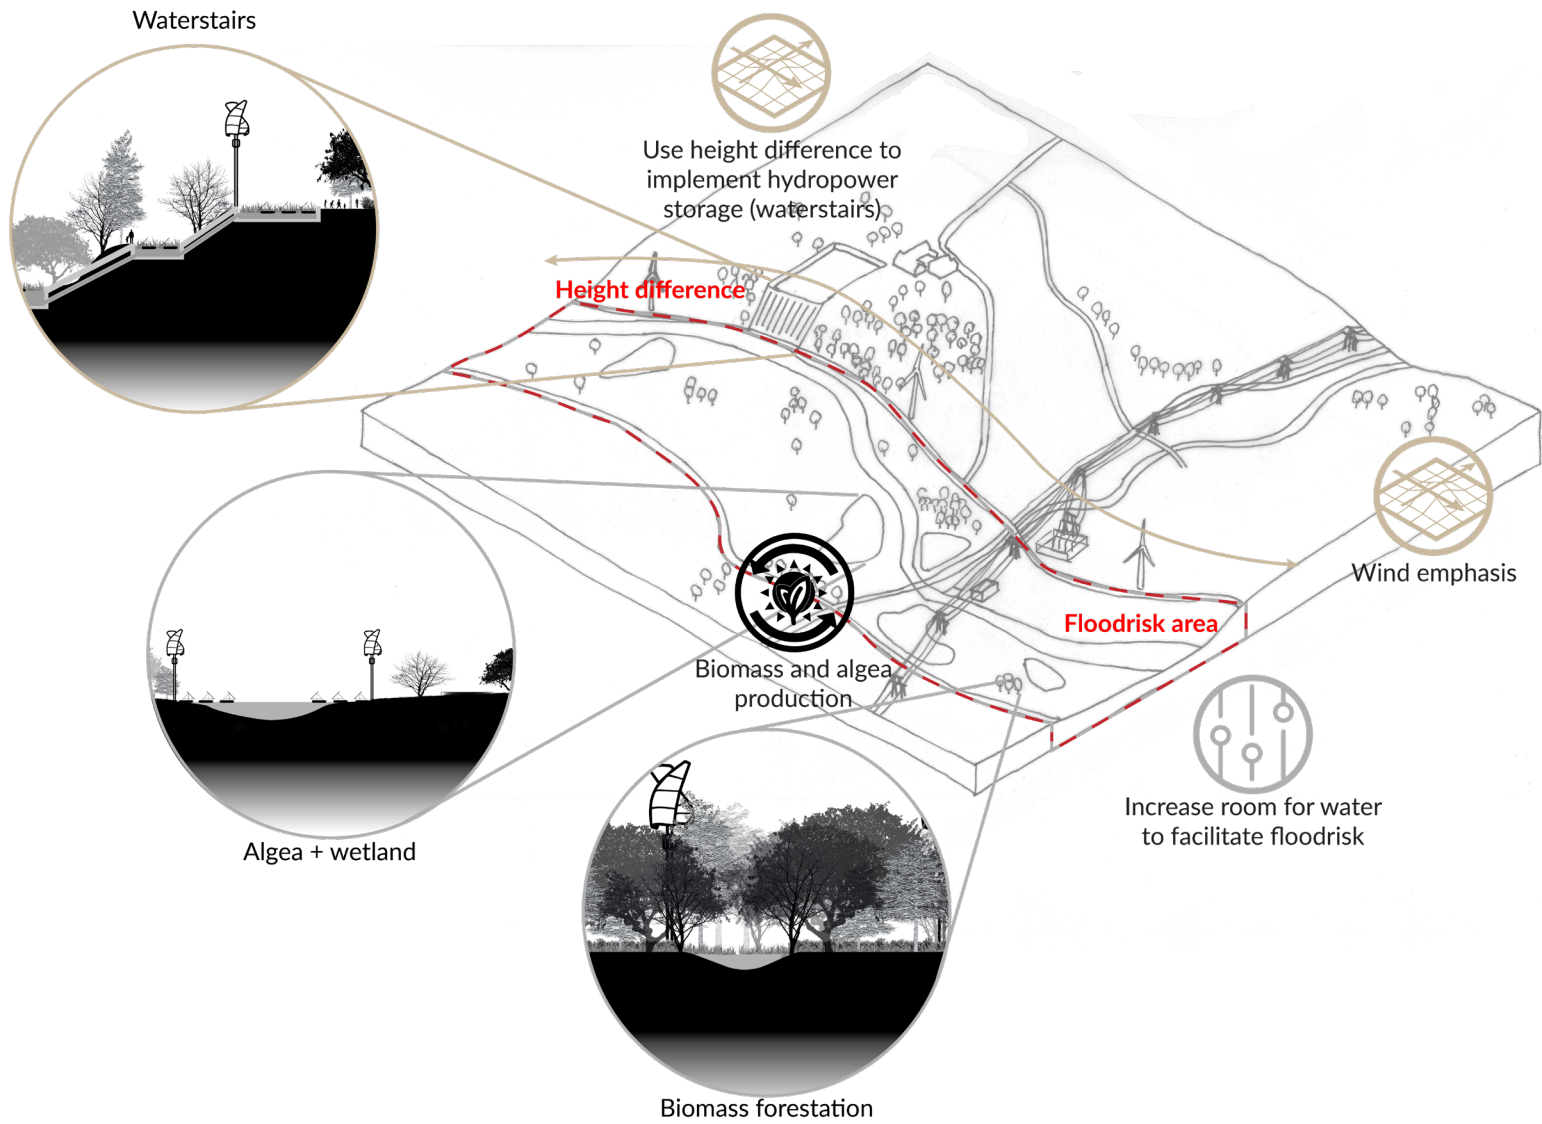 Waterstairs
Use height difference to
implement hydropower
storage (waterstairs)
Height difference
Wind emphasis
Floodrisk area
Biomass and algea
production
Increase room for water
to facilitate floodrisk
Algea + wetland
Biomass forestation